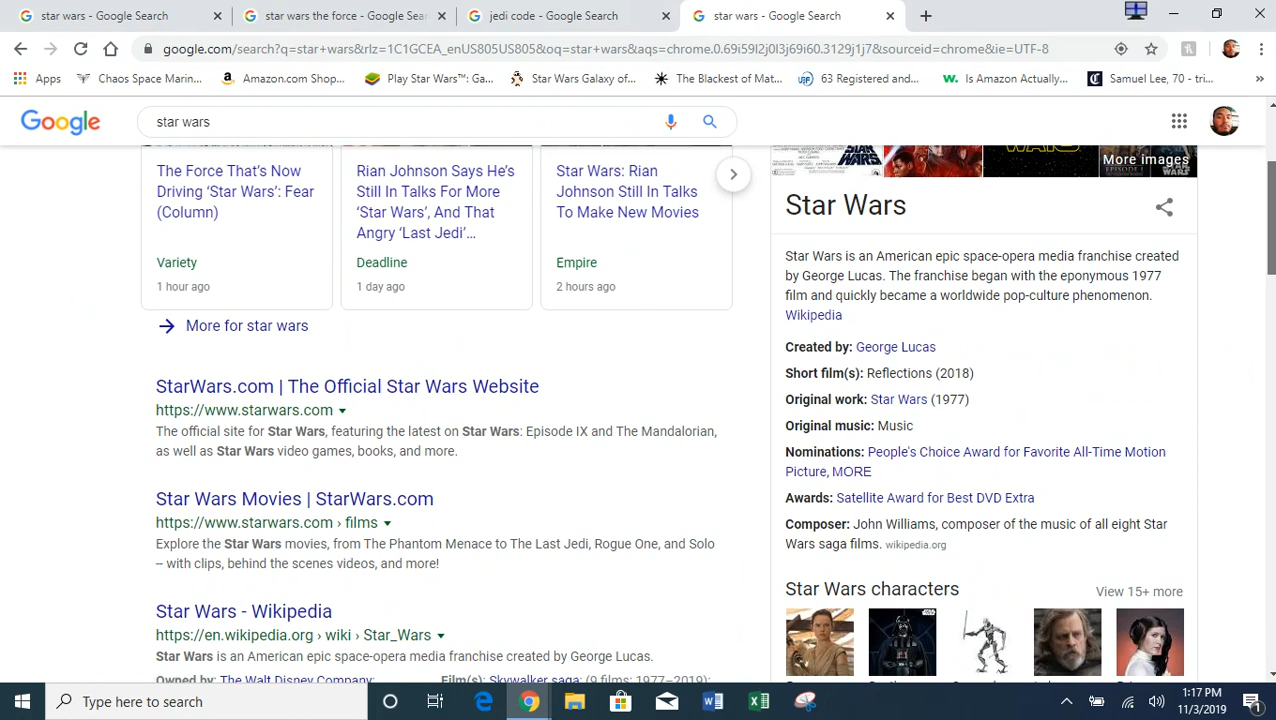 star wars - Google Search
star wars the force - Google Sea
jedi code - Google Search
star wars - Google Search
google.com/search?q=star+wars&rlz=1C1GCEA_enUS805US805&oq=star+wars&aqs=chrome.0.69i59l2j0l3j69i60.3129j1j7&sourceid=chrome&ie=UTF-8
Apps
Chaos Space Marin...
Amazon.com Shop...
Play Star Wars™: Ga...
Star Wars Galaxy of...
The Blackest of Mat...
63 Registered and...
Is Amazon Actually...
Samuel Lee, 70 - tri...
Google
star wars
The Force That's Now
Driving 'Star Wars': Fear
(Column)
Variety
1 hour ago
Rian Johnson Says He's
Still In Talks For More
'Star Wars', And That
Angry 'Last Jedi'...
Deadline
1 day ago
Star Wars: Rian
Johnson Still In Talks
To Make New Movies
Empire
2 hours ago
More for star wars
StarWars.com | The Official Star Wars Website
https://www.starwars.com
The official site for Star Wars, featuring the latest on Star Wars: Episode IX and The Mandalorian,
as well as Star Wars video games, books, and more.
Star Wars Movies | StarWars.com
https://www.starwars.com › films
Explore the Star Wars movies, from The Phantom Menace to The Last Jedi, Rogue One, and Solo
– with clips, behind the scenes videos, and more!
Star Wars - Wikipedia
https://en.wikipedia.org › wiki › Star_Wars
Star Wars is an American epic space-opera media franchise created by George Lucas.
Owned by: The Walt Disney Company
Film(s): Skywalker saga: (9 films: 1977–2019);
STAR WARS
More images
EPISODE I
Star Wars
Star Wars is an American epic space-opera media franchise created
by George Lucas. The franchise began with the eponymous 1977
film and quickly became a worldwide pop-culture phenomenon.
Wikipedia
Created by: George Lucas
Short film(s): Reflections (2018)
Original work: Star Wars (1977)
Original music: Music
Nominations: People's Choice Award for Favorite All-Time Motion
Picture, MORE
Awards: Satellite Award for Best DVD Extra
Composer: John Williams, composer of the music of all eight Star
Wars saga films. wikipedia.org
Star Wars characters
View 15+ more
Type here to search
1:17 PM
11/3/2019